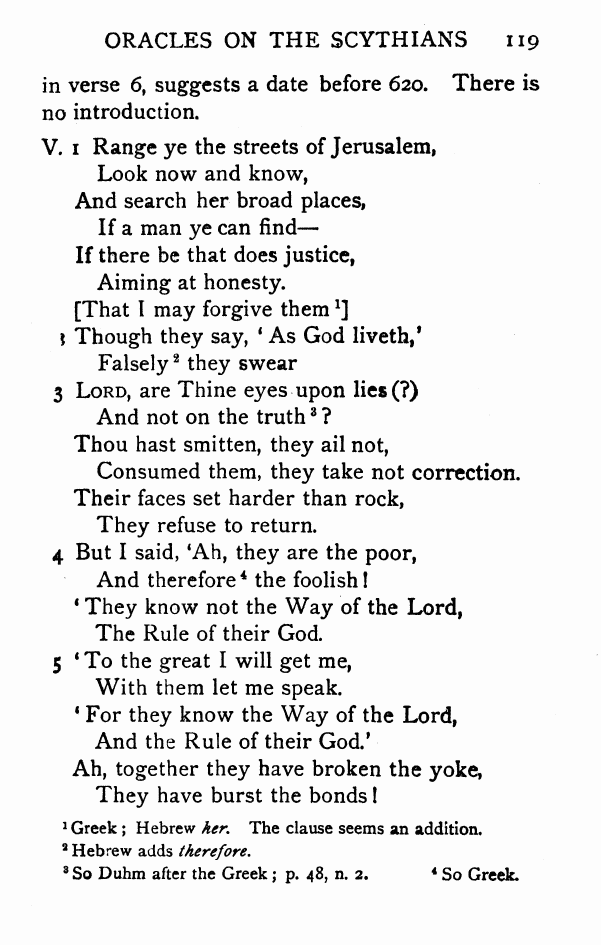 ORACLES ON THE SCYTHIANS 119
in verse 6, suggests a date before 620. There is
no introduction.
V. 1 Range ye the streets of Jerusalem,
Look now and know,
And search her broad places,
If a man ye can find—
If there be that does justice,
Aiming at honesty.
[That I may forgive them ¹]
Though they say, ‘ As God liveth,’
Falsely ² they swear
3 LORD, are Thine eyes upon lies (?)
And not on the truth ³ ?
Thou hast smitten, they ail not,
Consumed them, they take not correction.
Their faces set harder than rock,
They refuse to return.
4 But I said, ‘Ah, they are the poor,
And therefore ⁴ the foolish !
‘ They know not the Way of the Lord,
The Rule of their God.
5 ‘ To the great I will get me,
With them let me speak.
‘ For they know the Way of the Lord,
And the Rule of their God.’
Ah, together they have broken the yoke,
They have burst the bonds !
¹ Greek ; Hebrew her. The clause seems an addition.
² Hebrew adds therefore.
³ So Duhm after the Greek ; p. 48, n. 2. ⁴ So Greek.